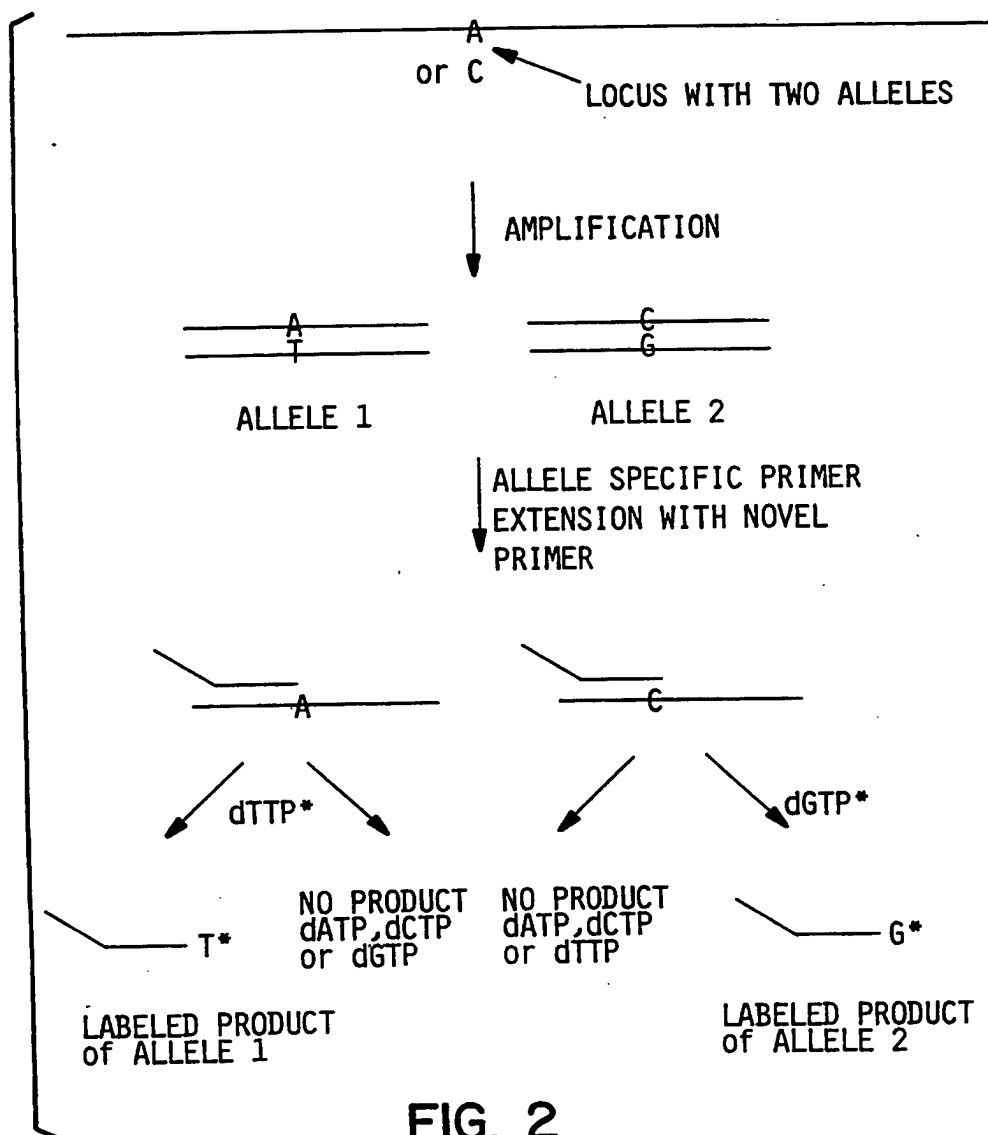 A
or C
LOCUS WITH TWO ALLELES
AMPLIFICATION
A
T
C
G
ALLELE 1
ALLELE 2
ALLELE SPECIFIC PRIMER
EXTENSION WITH NOVEL
PRIMER
A
C
dTTP*
dGTP*
T*
NO PRODUCT
dATP,dCTP
or dGTP
NO PRODUCT
dATP,dCTP
or dTTP
G*
LABELED PRODUCT
of ALLELE 1
LABELED PRODUCT
of ALLELE 2
FIG. 2